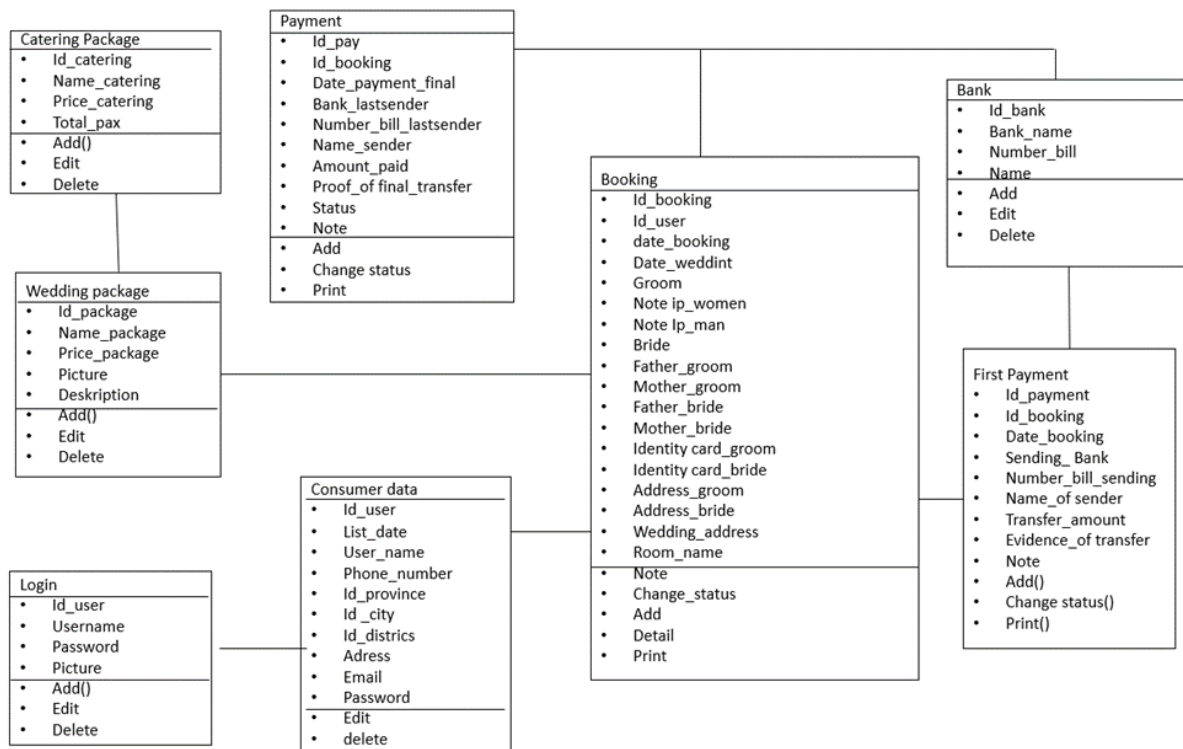 Catering Package
• Id_catering
• Name_catering
• Price_catering
• Total_pax
• Add()
• Edit
• Delete
Payment
• Id_pay
• Id_booking
• Date_payment_final
• Bank_lastsender
• Number_bill_lastsender
• Name_sender
• Amount_paid
• Proof_of final_transfer
• Status
• Note
• Add
• Change status
• Print
Bank
• Id_bank
• Bank_name
• Number_bill
• Name
• Add
• Edit
• Delete
Booking
• Id_booking
• Id_user
• date_booking
• Date_weddint
• Groom
• Note ip_women
• Note Ip_man
• Bride
• Father_groom
• Mother_groom
• Father_bride
• Mother_bride
• Identity card_groom
• Identity card_bride
• Address_groom
• Address_bride
• Wedding_address
• Room_name
• Note
• Change_status
• Add
• Detail
• Print
Wedding package
• Id_package
• Name_package
• Price_package
• Picture
• Deskription
• Add()
• Edit
• Delete
First Payment
• Id_payment
• Id_booking
• Date_booking
• Sending_ Bank
• Number_bill_sending
• Name_of sender
• Transfer_amount
• Evidence_of transfer
• Note
• Add()
• Change status()
• Print()
Consumer data
• Id_user
• List_date
• User_name
• Phone_number
• Id_province
• Id _city
• Id_districs
• Adress
• Email
• Password
• Edit
• delete
Login
• Id_user
• Username
• Password
• Picture
• Add()
• Edit
• Delete